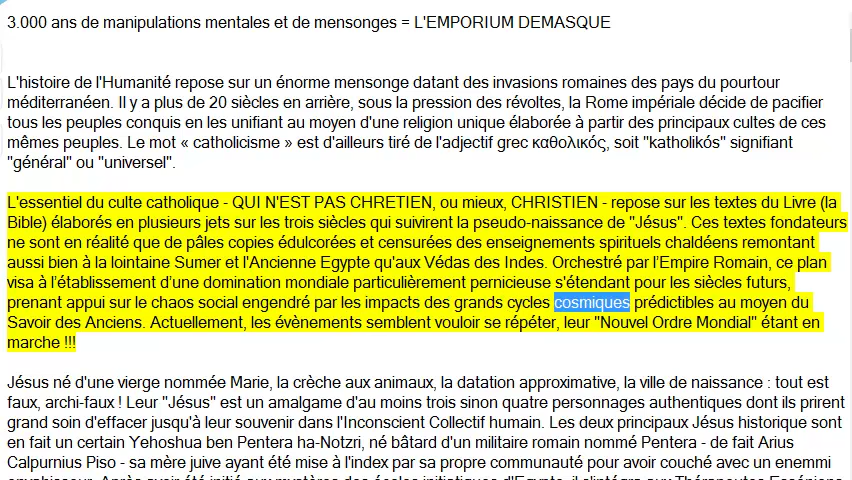 3.000 ans de manipulations mentales et de mensonges = L'EMPORIUM DEMASQUE
L'histoire de l'Humanité repose sur un énorme mensonge datant des invasions romaines des pays du pourtour
méditerranéen. Il y a plus de 20 siècles en arrière, sous la pression des révoltes, la Rome impériale décide de pacifier
tous les peuples conquis en les unifiant au moyen d'une religion unique élaborée à partir des principaux cultes de ces
mêmes peuples. Le mot « catholicisme » est d'ailleurs tiré de l'adjectif grec καθολικός, soit "katholikós" signifiant
"général" ou "universel".
L'essentiel du culte catholique - QUI N'EST PAS CHRETIEN, ou mieux, CHRISTIEN - repose sur les textes du Livre (la
Bible) élaborés en plusieurs jets sur les trois siècles qui suivirent la pseudo-naissance de "Jésus". Ces textes fondateurs
ne sont en réalité que de pâles copies édulcorées et censurées des enseignements spirituels chaldéens remontant
aussi bien à la lointaine Sumer et l'Ancienne Egypte qu'aux Védas des Indes. Orchestré par l'Empire Romain, ce plan
visa à l'établissement d'une domination mondiale particulièrement pernicieuse s'étendant pour les siècles futurs,
prenant appui sur le chaos social engendré par les impacts des grands cycles cosmiques prédictibles au moyen du
Savoir des Anciens. Actuellement, les évènements semblent vouloir se répéter, leur "Nouvel Ordre Mondial" étant en
marche !!!
Jésus né d'une vierge nommée Marie, la crèche aux animaux, la datation approximative, la ville de naissance : tout est
faux, archi-faux ! Leur "Jésus" est un amalgame d'au moins trois sinon quatre personnages authentiques dont ils prirent
grand soin d'effacer jusqu'à leur souvenir dans l'Inconscient Collectif humain. Les deux principaux Jésus historique sont
en fait un certain Yehoshua ben Pentera ha-Notzri, né bâtard d'un militaire romain nommé Pentera - de fait Arius
Calpurnius Piso - sa mère juive ayant été mise à l'index par sa propre communauté pour avoir couché avec un ennemi